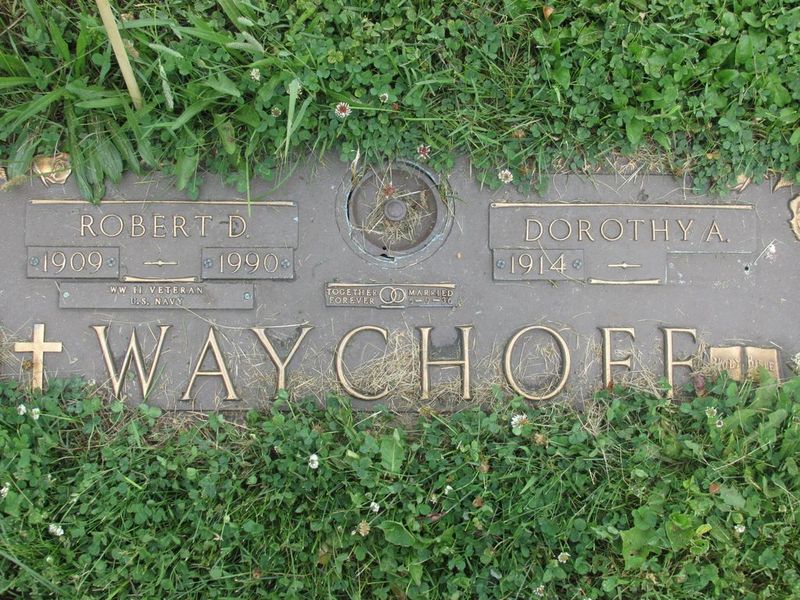 ROBERT D.
1909 1990
WW II VETERAN
U.S. NAVY
TOGETHER MARRIED
FOREVER
DOROTHY A.
1914
WAYCHOFF